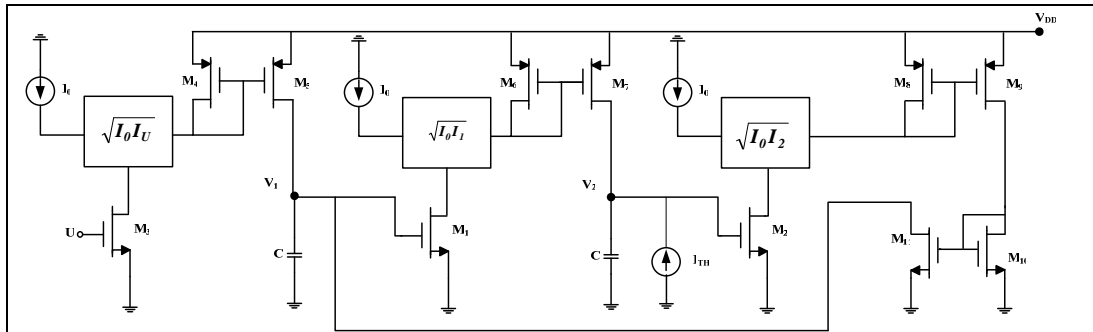 V_DD
M_4
M_5
M_6
M_7
M_8
M_9
I_0
I_0
I_0
√I_0 I_U
√I_0 I_1
√I_0 I_2
V_1
V_2
U
M_3
C
M_1
C
I_TH
M_2
M_10